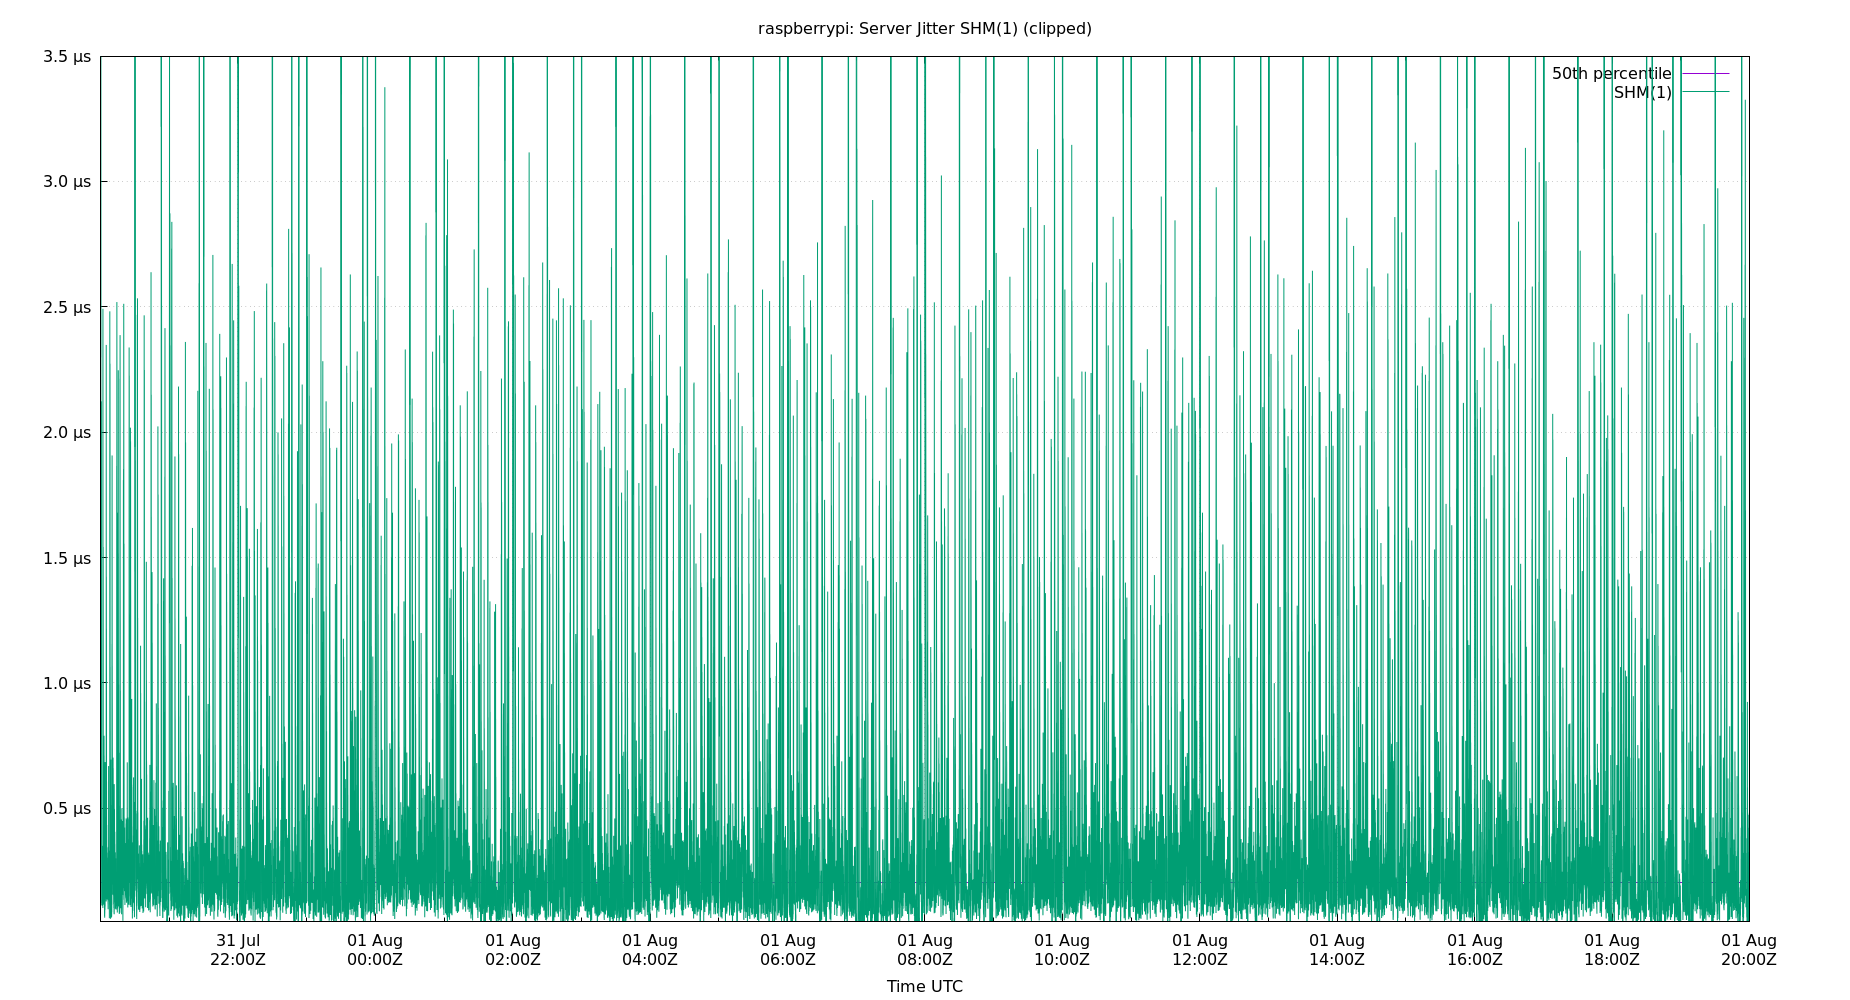 raspberrypi: Server Jitter SHM(1) (clipped)
3.5 µs
3.0 µs
2.5 µs
2.0 µs
1.5 µs
1.0 µs
0.5 µs
50th percentile
SHM(1)
31 Jul 01 Aug 01 Aug 01 Aug 01 Aug 01 Aug 01 Aug 01 Aug 01 Aug 01 Aug 01 Aug 01 Aug
22:00Z 00:00Z 02:00Z 04:00Z 06:00Z 08:00Z 10:00Z 12:00Z 14:00Z 16:00Z 18:00Z 20:00Z
Time UTC